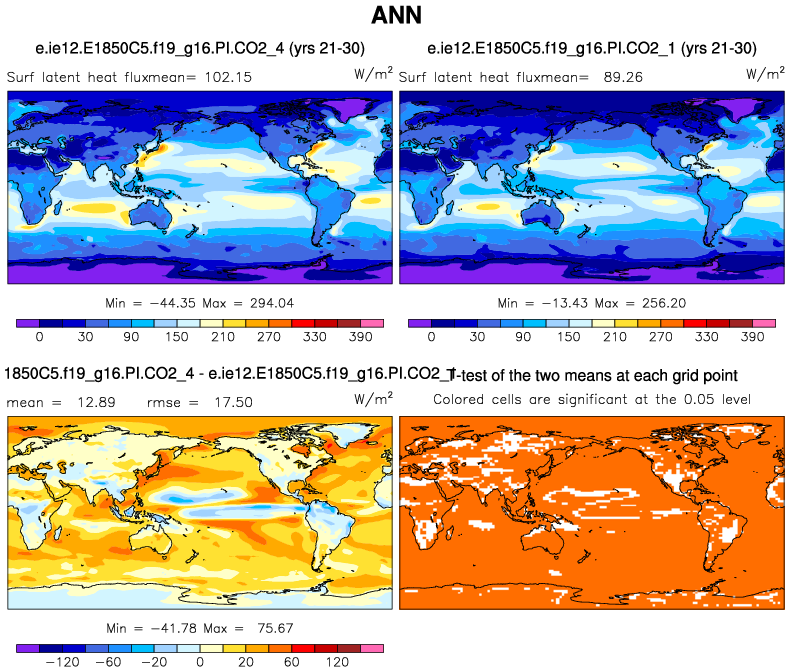 ANN
e.ie12.E1850C5.f19_g16.PI.CO2_4 (yrs 21-30)
Surf latent heat fluxmean= 102.15 W/m²
0 30 90 150 210 270 330 390
Min = −44.35 Max = 294.04
e.ie12.E1850C5.f19_g16.PI.CO2_1 (yrs 21-30)
Surf latent heat fluxmean= 89.26 W/m²
Min = −13.43 Max = 256.20
0 30 90 150 210 270 330 390
1850C5.f19_g16.PI.CO2_4 - e.ie12.E1850C5.f19_g16.PI.CO2_1
mean = 12.89 rmse = 17.50 W/m²
Min = −41.78 Max = 75.67
−120 −60 −20 0 20 60 120
T-test of the two means at each grid point
Colored cells are significant at the 0.05 level